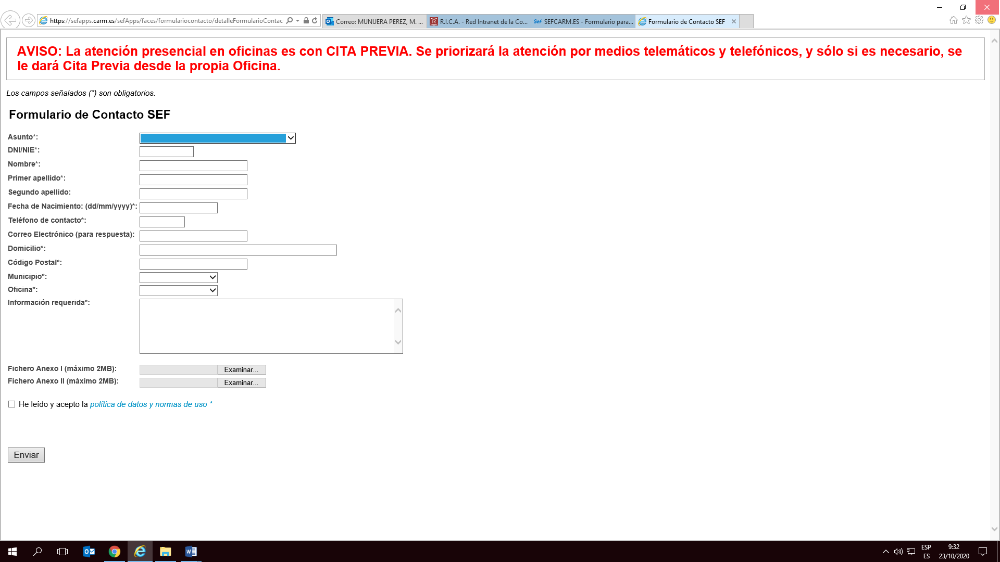 https://sefapps.carm.es/sefApps/faces/formulariocontacto/detalleFormularioContac
Correo: MUNUERA PEREZ, M. ...
R.I.C.A. - Red Intranet de la Co...
SEFCARM.ES - Formulario para...
Formulario de Contacto SEF
AVISO: La atención presencial en oficinas es con CITA PREVIA. Se priorizará la atención por medios telemáticos y telefónicos, y sólo si es necesario, se
le dará Cita Previa desde la propia Oficina.
Los campos señalados (*) son obligatorios.
Formulario de Contacto SEF
Asunto*:
DNI/NIE*:
Nombre*:
Primer apellido*:
Segundo apellido:
Fecha de Nacimiento: (dd/mm/yyyy)*:
Teléfono de contacto*:
Correo Electrónico (para respuesta):
Domicilio*:
Código Postal*:
Municipio*:
Oficina*:
Información requerida*:
Fichero Anexo I (máximo 2MB): Examinar...
Fichero Anexo II (máximo 2MB): Examinar...
He leído y acepto la política de datos y normas de uso *
Enviar
ESP
ES
9:32
23/10/2020